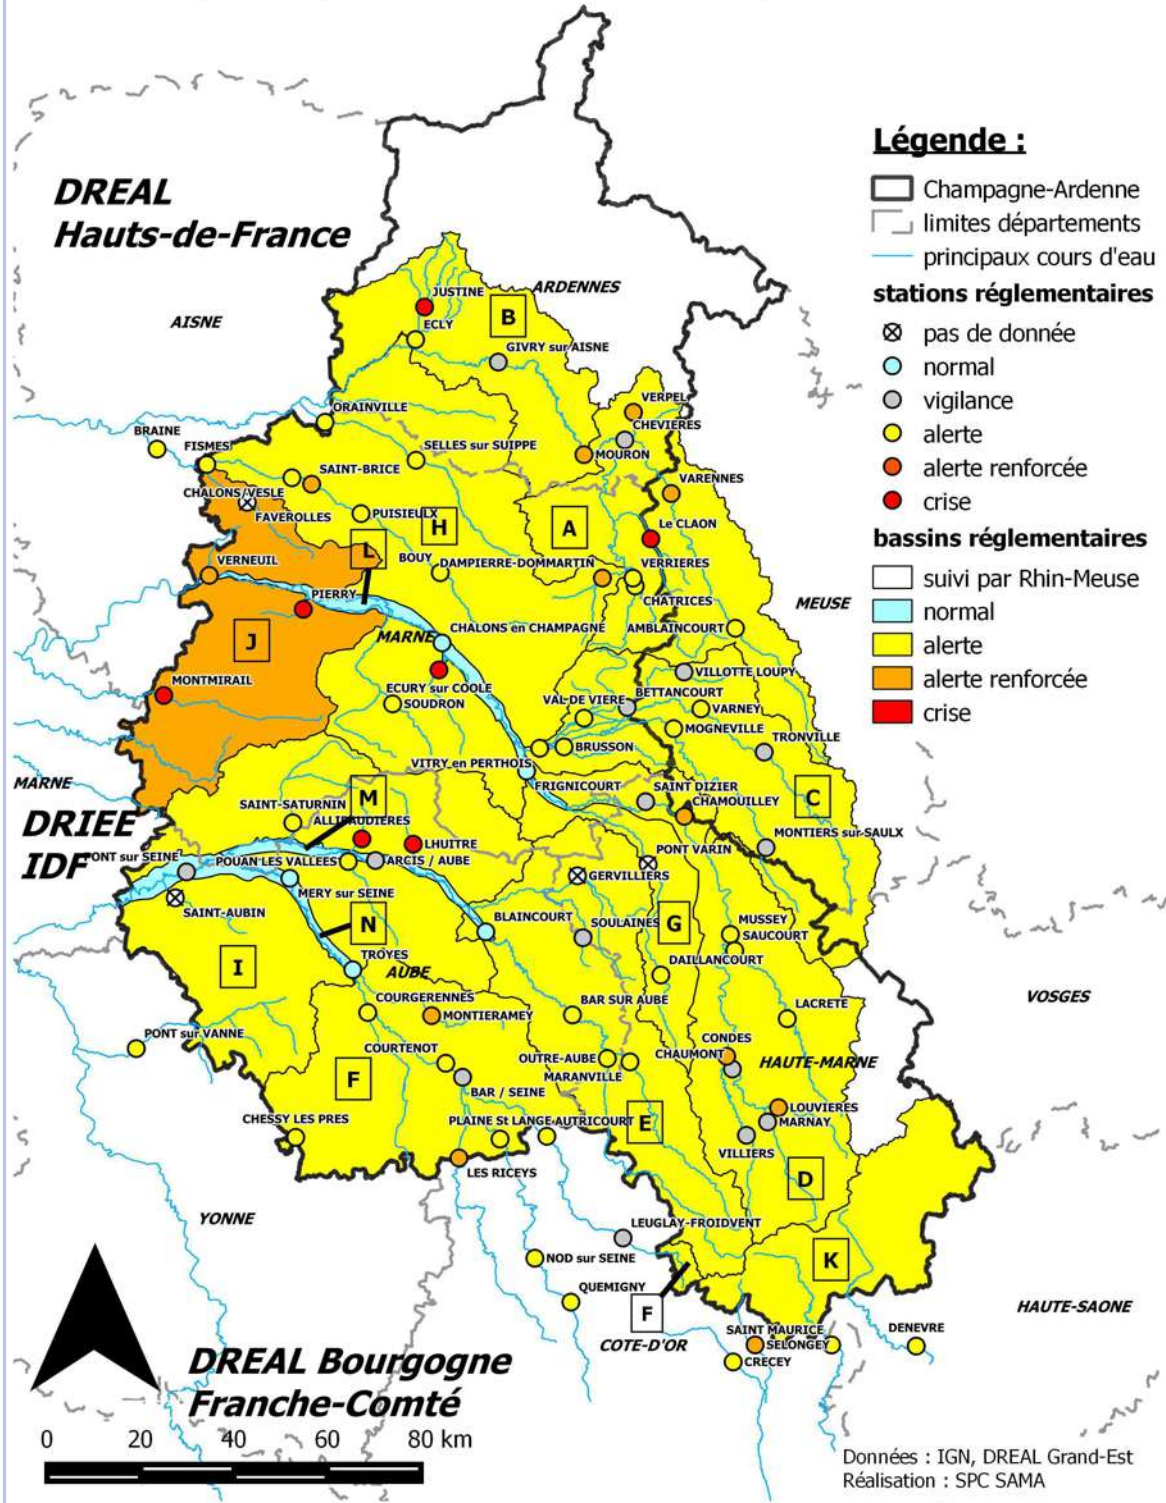 DREAL
Hauts-de-France
Légende :
Champagne-Ardenne
limites départements
principaux cours d'eau
stations réglementaires
pas de donnée
normal
vigilance
alerte
alerte renforcée
crise
bassins réglementaires
suivi par Rhin-Meuse
normal
alerte
alerte renforcée
crise
AISNE
ARDENNES
JUSTINE
B
ECLY
GIVRY sur AISNE
ORAINVILLE
VERPEL
CHEVIERES
BRAINE
FISMES
SELLES sur SUIPPE
MOURON
SAINT-BRICE
VARENNES
CHALONS/VESLE
FAVEROLLES
PUISIEULX
H
A
Le CLAON
L
BOUY
DAMPIERRE-DOMMARTIN
VERNEUIL
VERRIERES
PIERRY
CHATRICES
MEUSE
J
MARNE
CHALONS en CHAMPAGNE
AMBLAINCOURT
MONTMIRAIL
ECURY sur COOLE
SOUDRON
VILLOTTE LOUPY
BETTANCOURT
VAL DE VIERE
VARNEY
MOGNEVILLE
BRUSSON
TRONVILLE
VITRY en PERTHOIS
MARNE
FRIGNICOURT
SAINT DIZIER
CHAMOUILLEY
C
M
SAINT-SATURNIN
ALLIBAUDIERES
DRIEE
IDF
LHUITRE
MONTIERS sur SAULX
PONT sur SEINE
POUAN LES VALLEES
ARCIS / AUBE
PONT VARIN
GERVILLIERS
MERY sur SEINE
SAINT-AUBIN
N
BLAINCOURT
SOULAINES
G
MUSSEY
SAUCOURT
I
TROYES
AUBE
DAILLANCOURT
COURGERENNES
MONTIERAMEY
BAR SUR AUBE
LACRETE
VOSGES
PONT sur VANNE
COURTENOT
OUTRE-AUBE
MARANVILLE
CONDES
CHAUMONT
HAUTE-MARNE
F
BAR / SEINE
CHESSY LES PRES
PLAINE St LANGE
AUTRICOURT
E
LOUVIERES
MARNAY
VILLIERS
LES RICEYS
D
YONNE
LEUGLAY-FROIDVENT
NOD sur SEINE
K
QUEMIGNY
F
HAUTE-SAONE
COTE-D'OR
SAINT MAURICE
SELONGEY
DENEVRE
CRECEY
DREAL Bourgogne
Franche-Comté
0 20 40 60 80 km
Données : IGN, DREAL Grand-Est
Réalisation : SPC SAMA